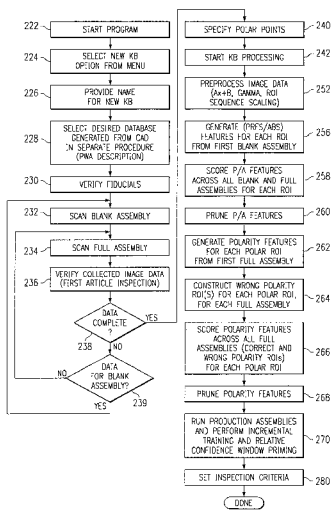 222
START PROGRAM
224
SELECT NEW KB
OPTION FROM MENU
226
PROVIDE NAME
FOR NEW KB
228
SELECT DESIRED DATABASE
GENERATED FROM CAD
IN SEPARATE PROCEDURE
(PWA DESCRIPTION)
230
VERIFY FIDUCIALS
232
SCAN BLANK ASSEMBLY
234
SCAN FULL ASSEMBLY
236
VERIFY COLLECTED IMAGE DATA
(FIRST ARTICLE INSPECTION)
DATA
COMPLETE
?
YES
238
NO
DATA
FOR BLANK
ASSEMBLY?
NO
YES
239
SPECIFY POLAR POINTS
240
START KB PROCESSING
242
PREPROCESS IMAGE DATA
(Ax+B, GAMMA, ROI
SEQUENCE SCALING)
252
GENERATE (PRES/ABS)
FEATURES FOR EACH ROI
FROM FIRST BLANK ASSEMBLY
256
SCORE P/A FEATURES
ACROSS ALL BLANK AND FULL
ASSEMBLIES FOR EACH ROI
258
PRUNE P/A FEATURES
260
GENERATE POLARITY FEATURES
FOR EACH POLAR ROI
FROM FIRST FULL ASSEMBLY
262
CONSTRUCT WRONG POLARITY
ROI(S) FOR EACH POLAR ROI,
FOR EACH FULL ASSEMBLY
264
SCORE POLARITY FEATURES
ACROSS ALL FULL
ASSEMBLIES (CORRECT AND
WRONG POLARITY ROIs)
FOR EACH POLAR ROI
266
PRUNE POLARITY FEATURES
268
RUN PRODUCTION ASSEMBLIES
AND PERFORM INCREMENTAL
TRAINING AND RELATIVE
CONFIDENCE WINDOW PRIMING
270
SET INSPECTION CRITERIA
280
DONE